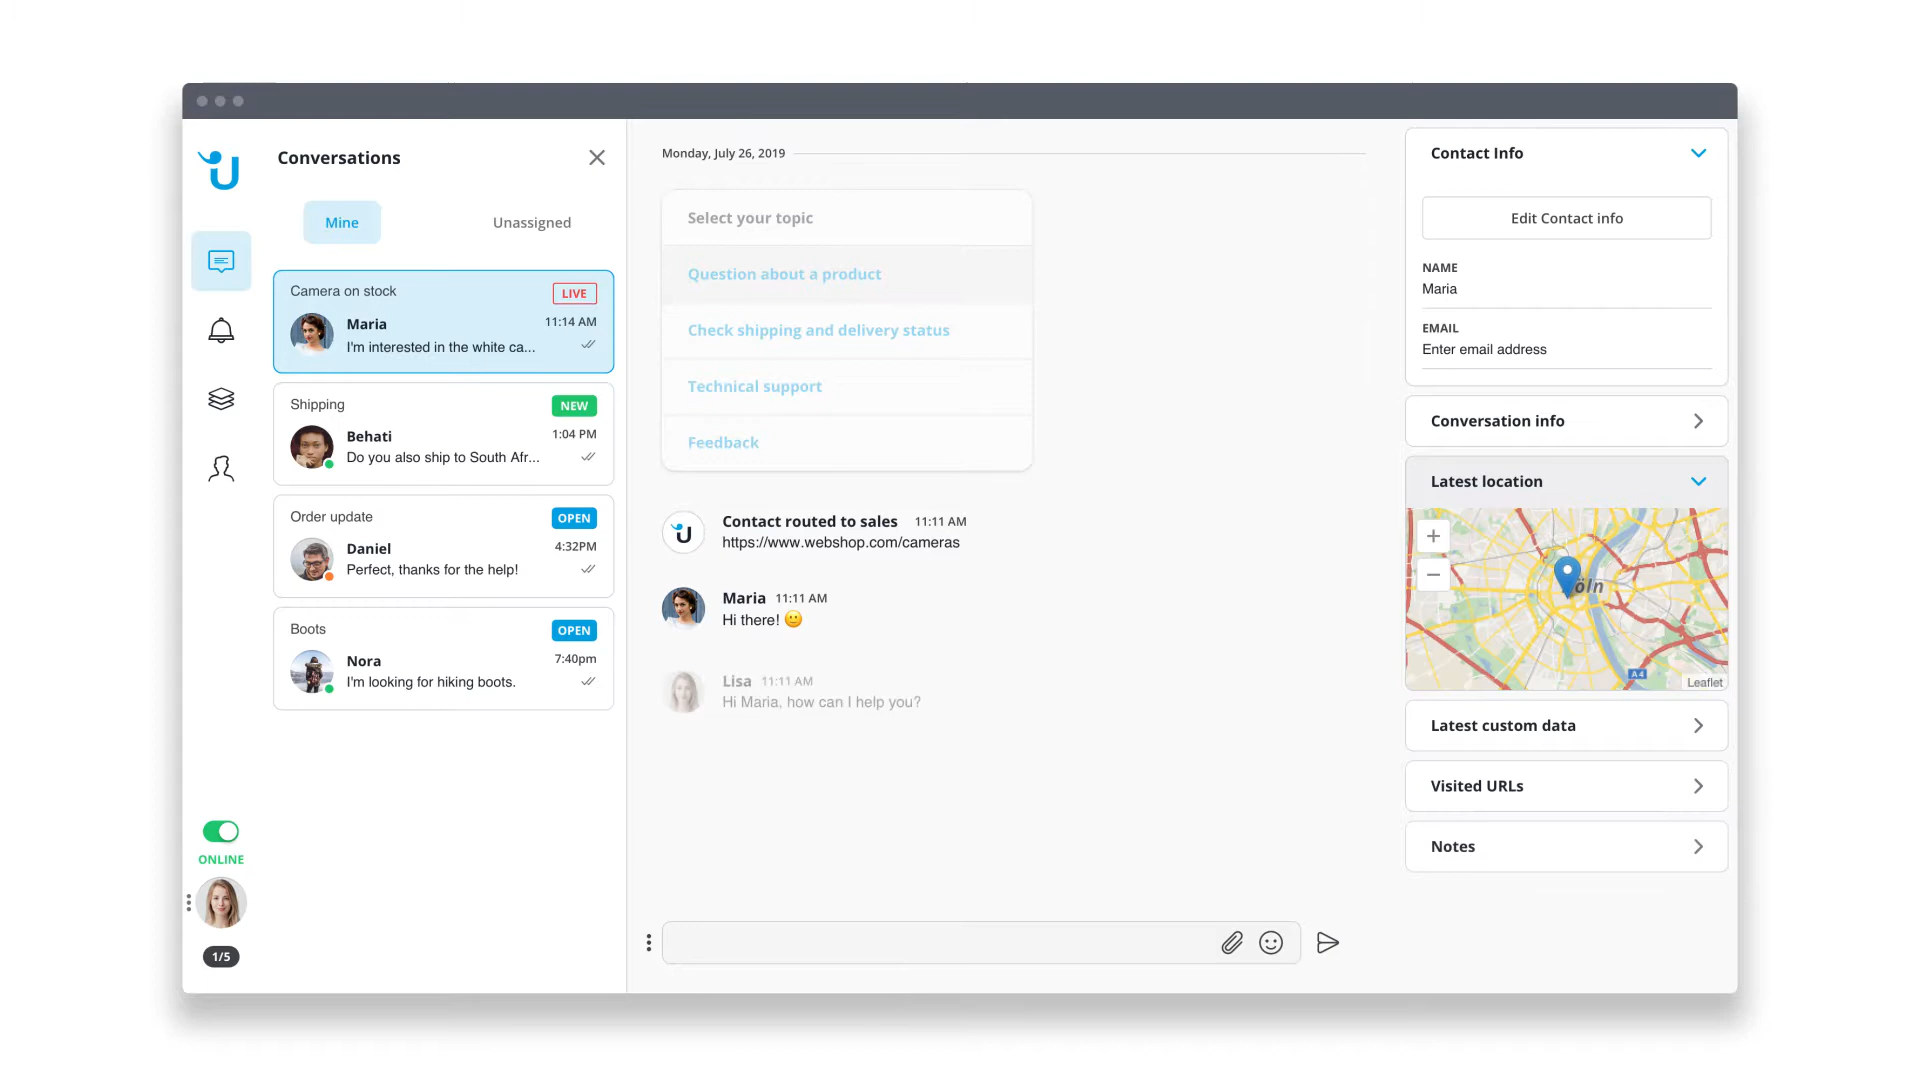 Conversations
Mine
Unassigned
Camera on stock
LIVE
Maria
11:14 AM
I'm interested in the white ca...
Shipping
NEW
Behati
1:04 PM
Do you also ship to South Afr...
Order update
OPEN
Daniel
4:32PM
Perfect, thanks for the help!
Boots
OPEN
Nora
7:40pm
I'm looking for hiking boots.
ONLINE
1/5
Monday, July 26, 2019
Select your topic
Question about a product
Check shipping and delivery status
Technical support
Feedback
Contact routed to sales 11:11 AM
https://www.webshop.com/cameras
Maria 11:11 AM
Hi there! 🙂
Lisa 11:11 AM
Hi Maria, how can I help you?
Contact Info
Edit Contact info
NAME
Maria
EMAIL
Enter email address
Conversation info
Latest location
+
−
öln
A4
Leaflet
Latest custom data
Visited URLs
Notes